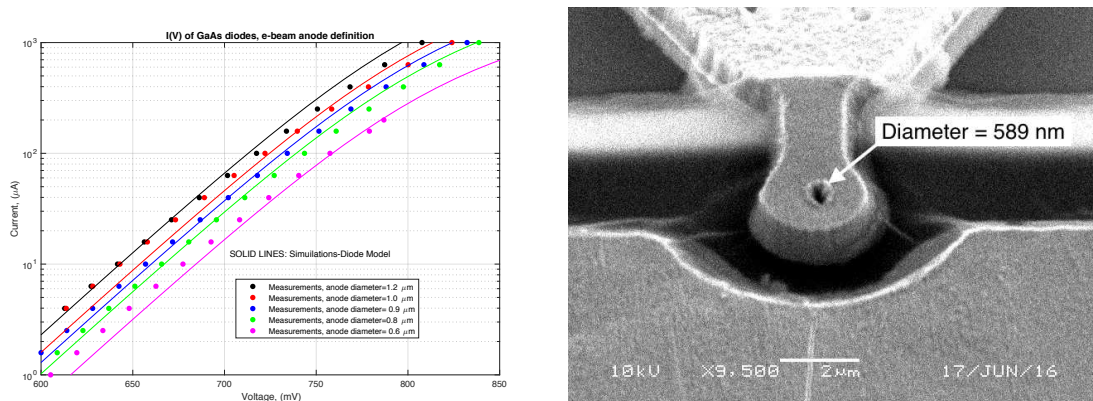 I(V) of GaAs diodes, e-beam anode definition
Current, (μA)
10³
10²
10¹
10⁰
SOLID LINES: Simuilations-Diode Model
Measurements, anode diameter=1.2 μm
Measurements, anode diameter=1.0 μm
Measurements, anode diameter= 0.9 μm
Measurements, anode diameter=0.8 μm
Measurements, anode diameter= 0.6 μm
600 650 700 750 800 850
Voltage, (mV)
Diameter = 589 nm
10kV X9,500 2μm 17/JUN/16